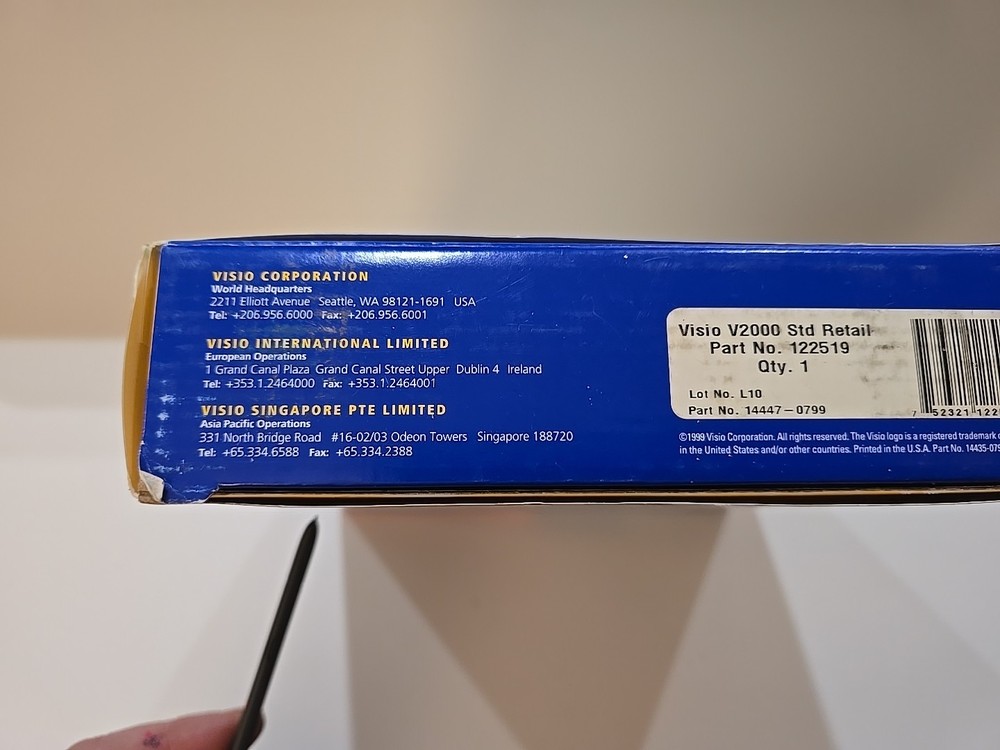 VISIO CORPORATION
World Headquarters
2211 Elliott Avenue Seattle, WA 98121-1691 USA
Tel: +206.956.6000 Fax: +206.956.6001
VISIO INTERNATIONAL LIMITED
European Operations
1 Grand Canal Plaza Grand Canal Street Upper Dublin 4 Ireland
Tel: +353.1.2464000 Fax: +353.1.2464001
VISIO SINGAPORE PTE LIMITED
Asia Pacific Operations
331 North Bridge Road #16-02/03 Odeon Towers Singapore 188720
Tel: +65.334.6588 Fax: +65.334.2388
Visio V2000 Std Retail
Part No. 122519
Qty. 1
Lot No. L10
Part No. 14447-0799
7 52321 122
©1999 Visio Corporation. All rights reserved. The Visio logo is a registered trademark
in the United States and/or other countries. Printed in the U.S.A. Part No. 14435-079